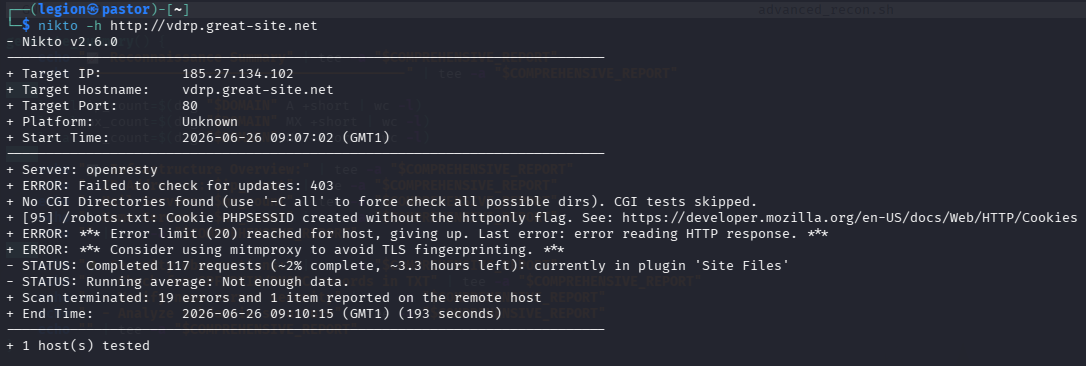 advanced_recon.sh
┌──(legion㉿pastor)-[~]
└─$ nikto -h http://vdrp.great-site.net
- Nikto v2.6.0
---------------------------------------------------------------------------
+ Target IP:          185.27.134.102
+ Target Hostname:    vdrp.great-site.net
+ Target Port:        80
+ Platform:           Unknown
+ Start Time:         2026-06-26 09:07:02 (GMT1)
---------------------------------------------------------------------------
+ Server: openresty
+ ERROR: Failed to check for updates: 403
+ No CGI Directories found (use '-C all' to force check all possible dirs). CGI tests skipped.
+ [95] /robots.txt: Cookie PHPSESSID created without the httponly flag. See: https://developer.mozilla.org/en-US/docs/Web/HTTP/Cookies
+ ERROR: *** Error limit (20) reached for host, giving up. Last error: error reading HTTP response. ***
+ ERROR: *** Consider using mitmproxy to avoid TLS fingerprinting. ***
- STATUS: Completed 117 requests (~2% complete, ~3.3 hours left): currently in plugin 'Site Files'
- STATUS: Running average: Not enough data.
+ Scan terminated: 19 errors and 1 item reported on the remote host
+ End Time:           2026-06-26 09:10:15 (GMT1) (193 seconds)
---------------------------------------------------------------------------
+ 1 host(s) tested